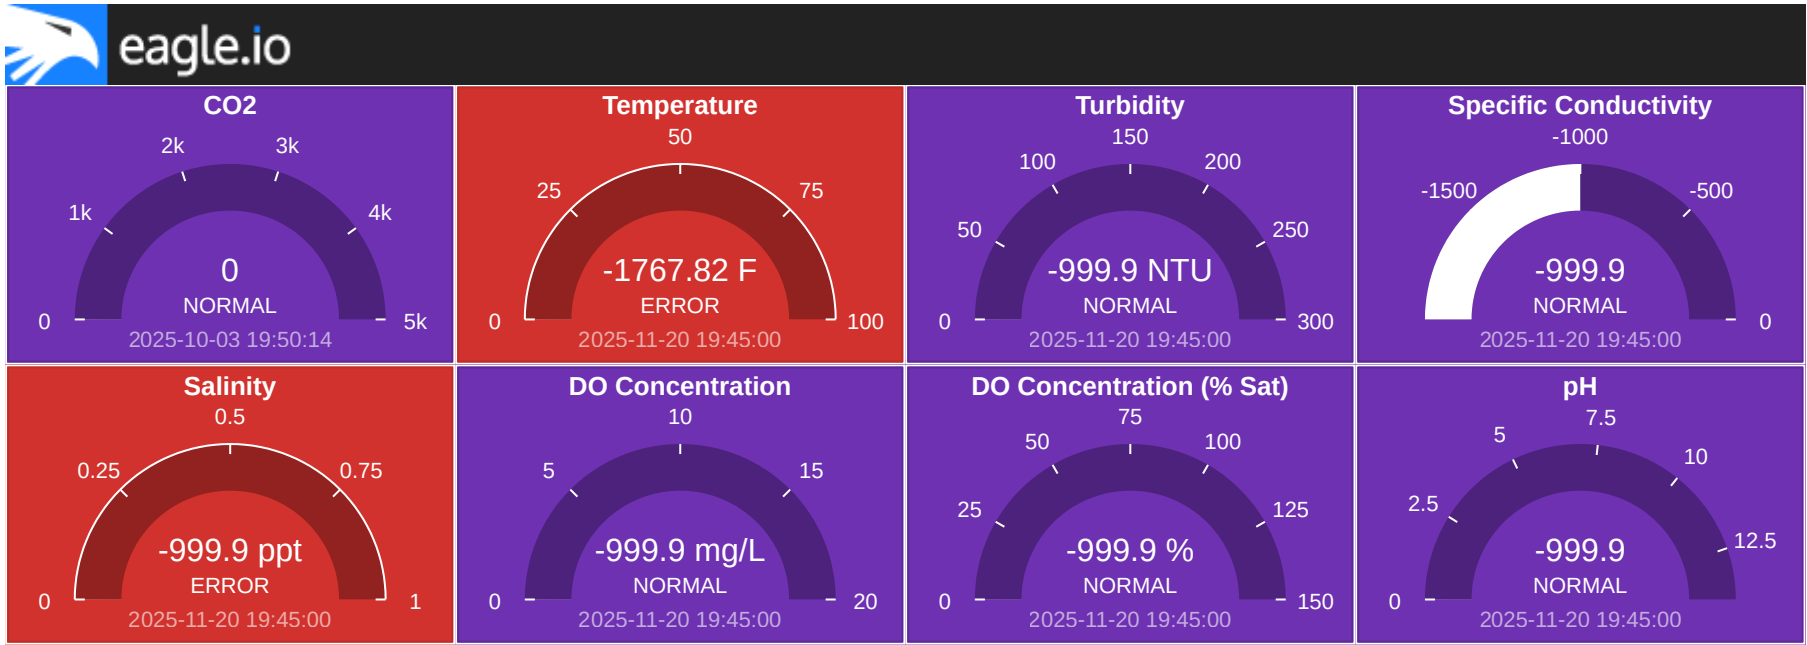 eagle.io
CO2
2k
3k
1k
4k
0
NORMAL
0
5k
2025-10-03 19:50:14
Temperature
50
25
75
-1767.82 F
ERROR
0
100
2025-11-20 19:45:00
Turbidity
150
100
200
50
250
-999.9 NTU
NORMAL
0
300
2025-11-20 19:45:00
Specific Conductivity
-1000
-1500
-500
-999.9
NORMAL
0
2025-11-20 19:45:00
Salinity
0.5
0.25
0.75
-999.9 ppt
ERROR
0
1
2025-11-20 19:45:00
DO Concentration
10
5
15
-999.9 mg/L
NORMAL
0
20
2025-11-20 19:45:00
DO Concentration (% Sat)
75
50
100
25
125
-999.9 %
NORMAL
0
150
2025-11-20 19:45:00
pH
7.5
5
10
2.5
12.5
-999.9
NORMAL
0
2025-11-20 19:45:00